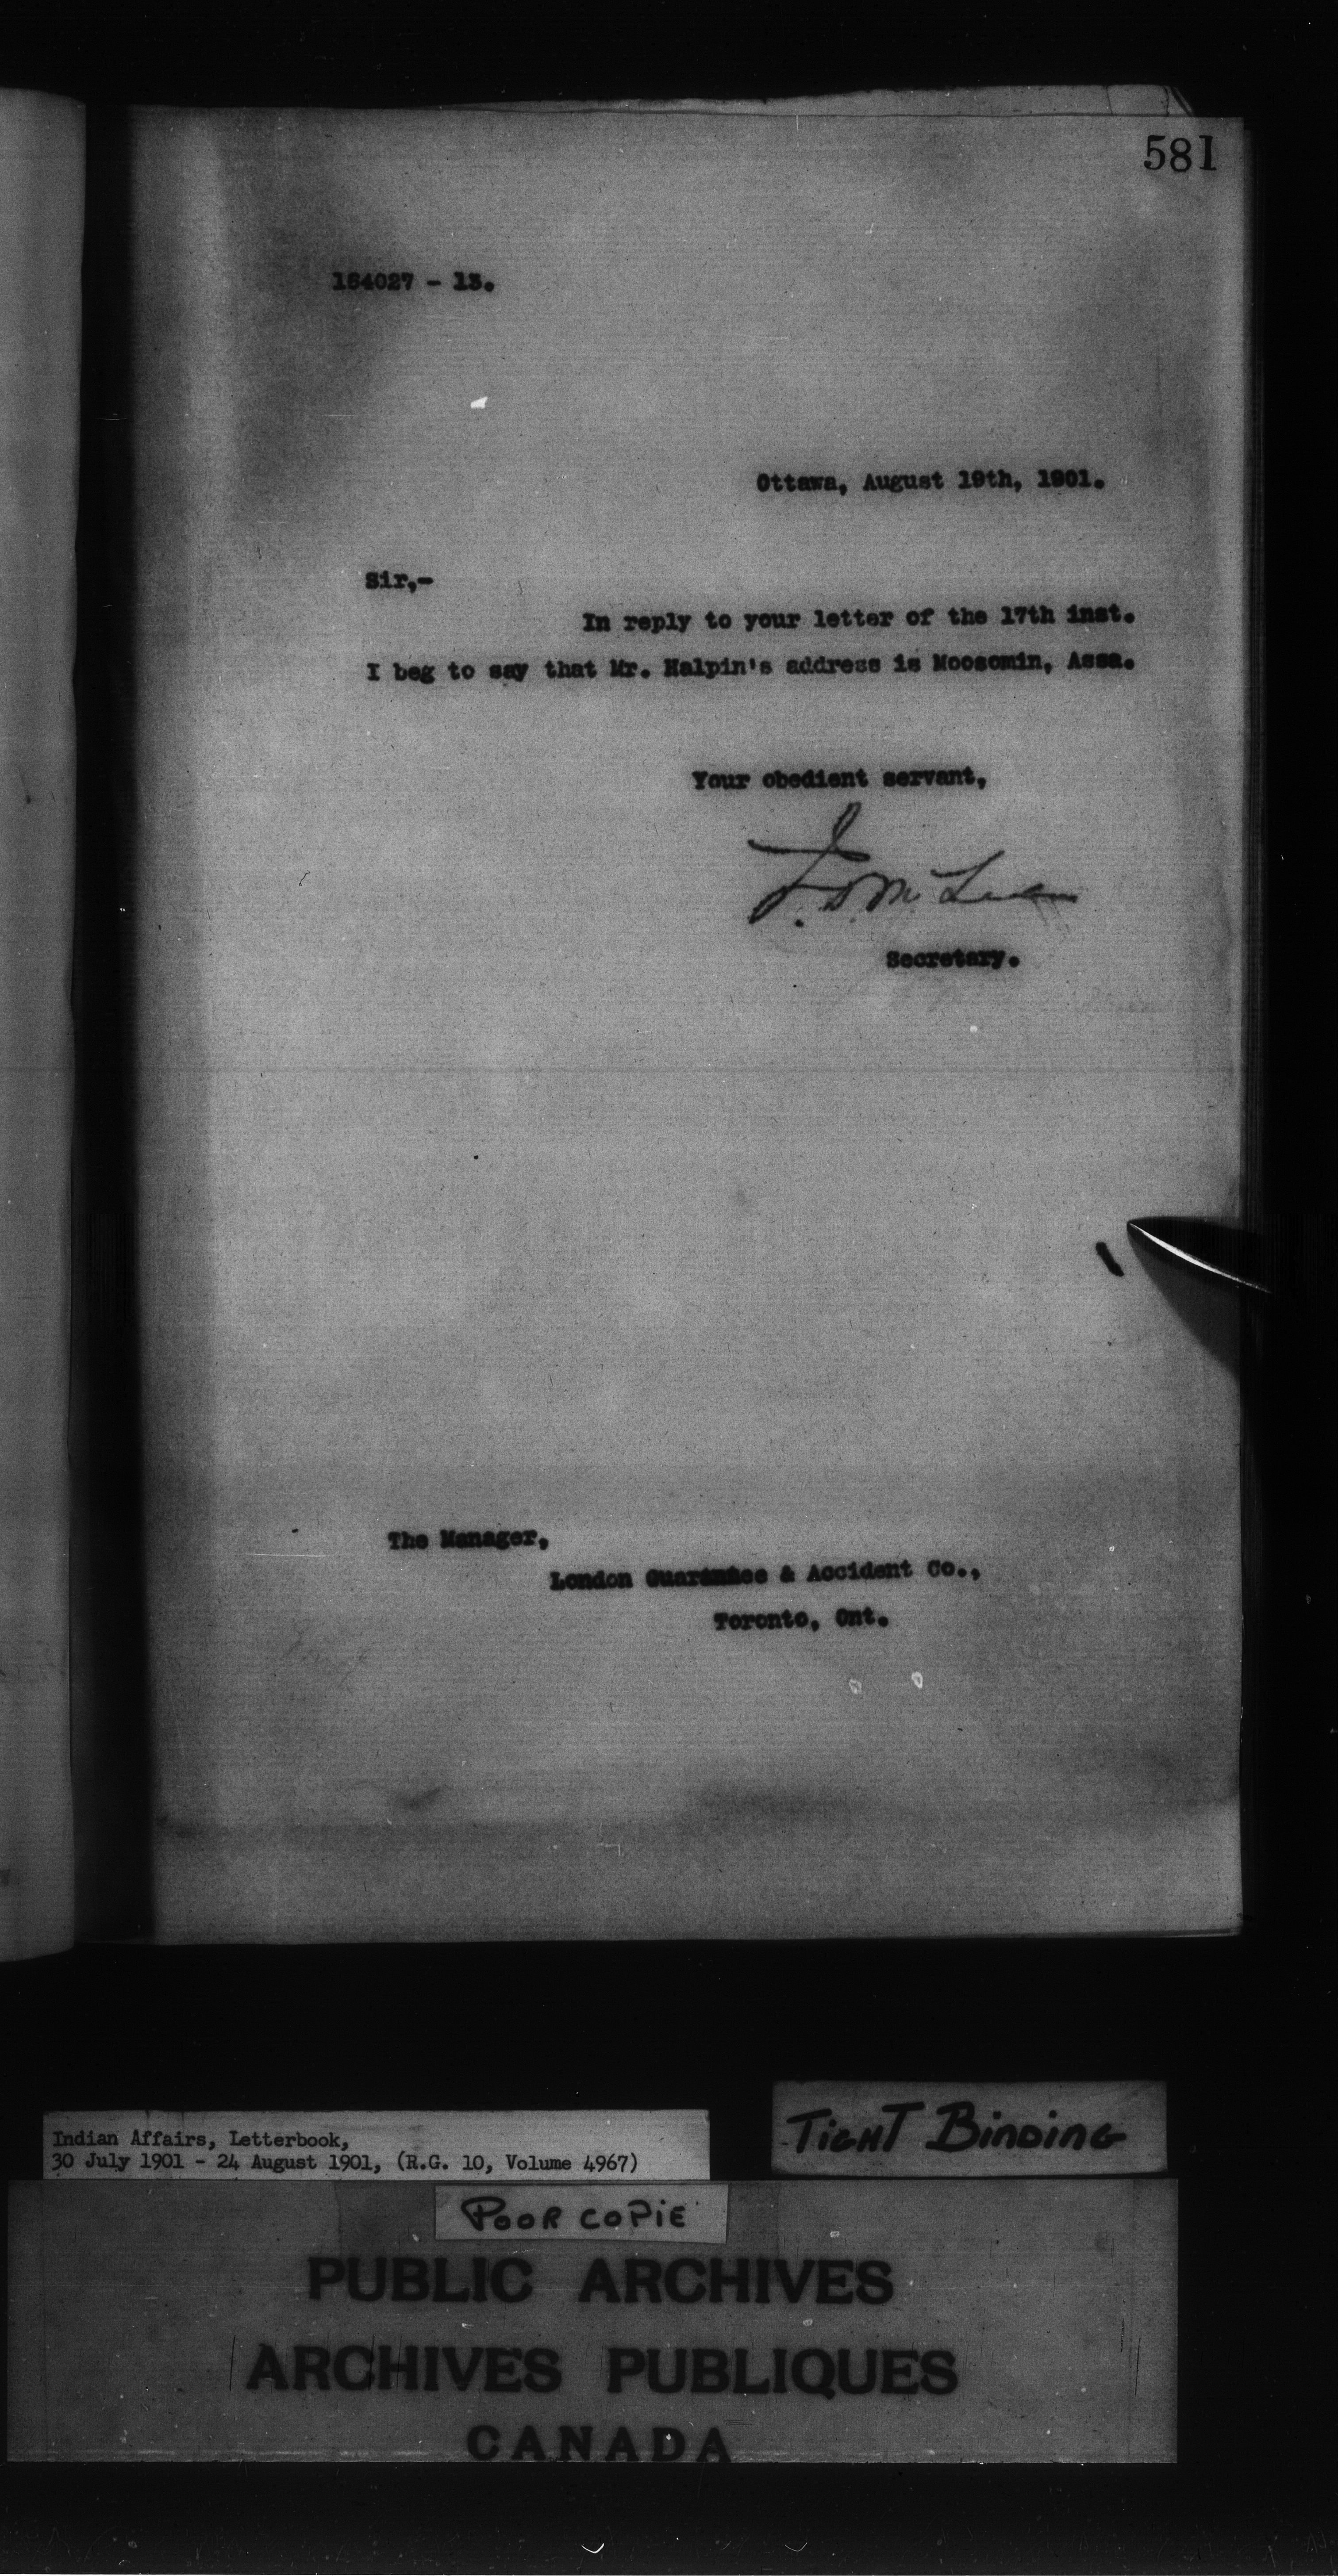 581
164027 - 13.
Ottawa, August 19th, 1901.
Sir,-
In reply to your letter of the 17th inst.
I beg to say that Mr. Halpin's address is Moosomin, Assa.
Your obedient servant,
J. D. McLean
Secretary.
The Manager,
London Guarantee & Accident Co.,
Toronto, Ont.
TIGHT BINDING
Indian Affairs, Letterbook,
30 July 1901 - 24 August 1901, (R.G. 10, Volume 4967)
POOR COPIE
PUBLIC ARCHIVES
ARCHIVES PUBLIQUES
CANADA